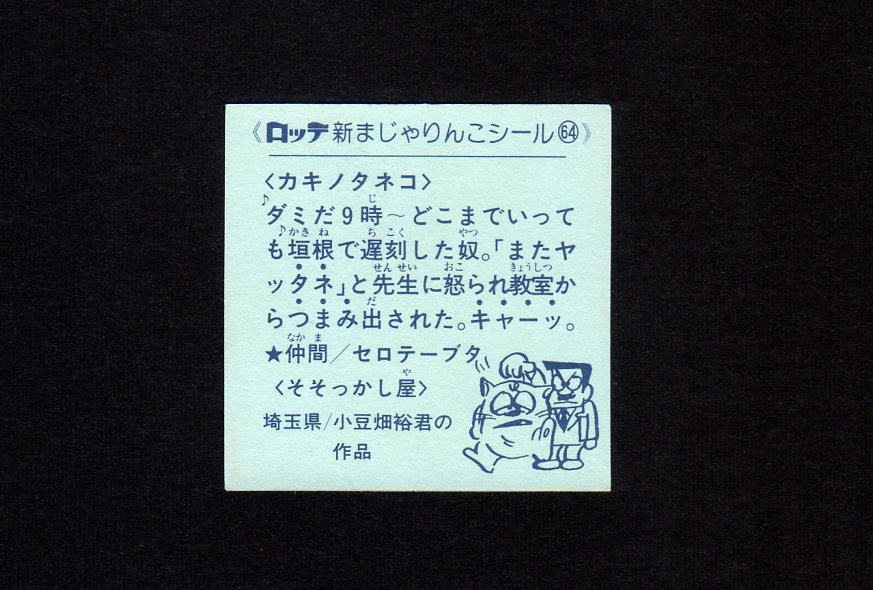 《ロッテ新まじゃりんこシール64》
〈カキノタネコ〉
♪ダミだ9時～どこまでいって
も♪垣根で遅刻した奴。「またヤ
ッタネ」と先生に怒られ教室か
らつまみ出された。キャーッ。
★仲間/セロテーブタ
〈そそっかし屋〉
埼玉県/小豆畑裕君の
作品